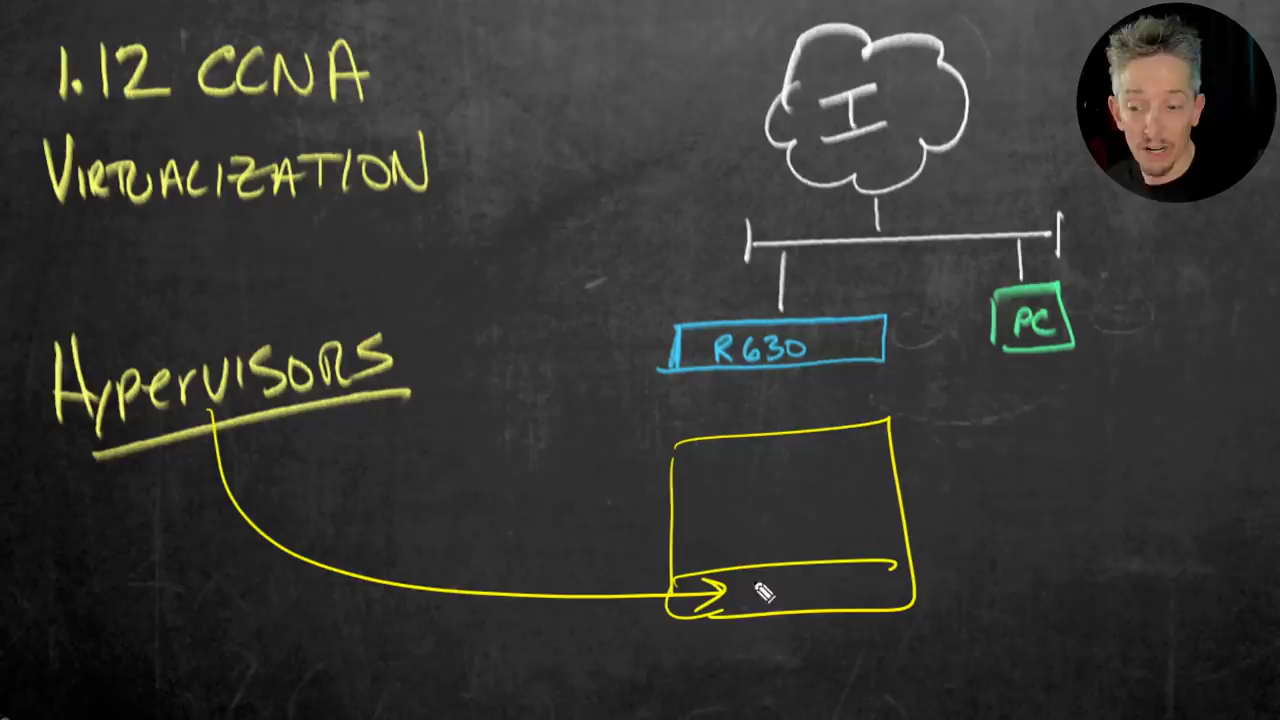 1.12 CCNA
VIRTUALIZATION
I
R630
PC
HypervISORS